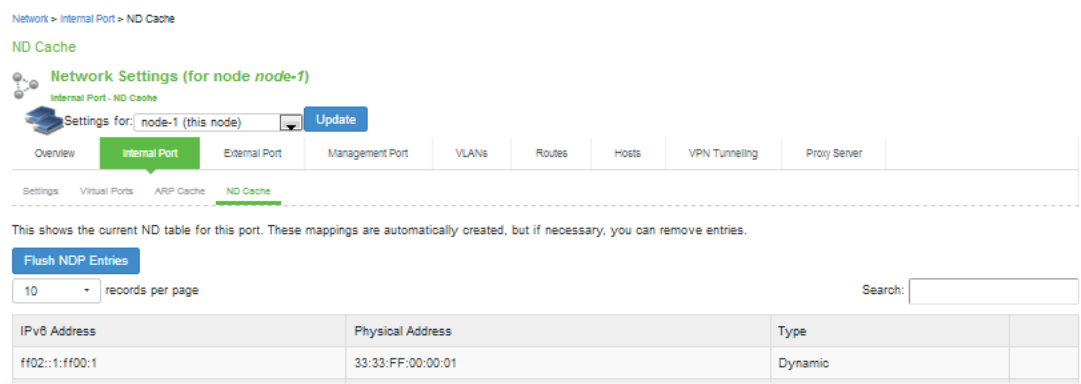 Network > Internal Port > ND Cache
ND Cache
Network Settings (for node node-1)
Internal Port - ND Cache
Settings for: node-1 (this node) Update
Overview Internal Port External Port Management Port VLANs Routes Hosts VPN Tunneling Proxy Server
Settings Virtual Ports ARP Cache ND Cache
This shows the current ND table for this port. These mappings are automatically created, but if necessary, you can remove entries.
Flush NDP Entries
10 records per page Search:
IPv6 Address Physical Address Type
ff02::1:ff00:1 33:33:FF:00:00:01 Dynamic